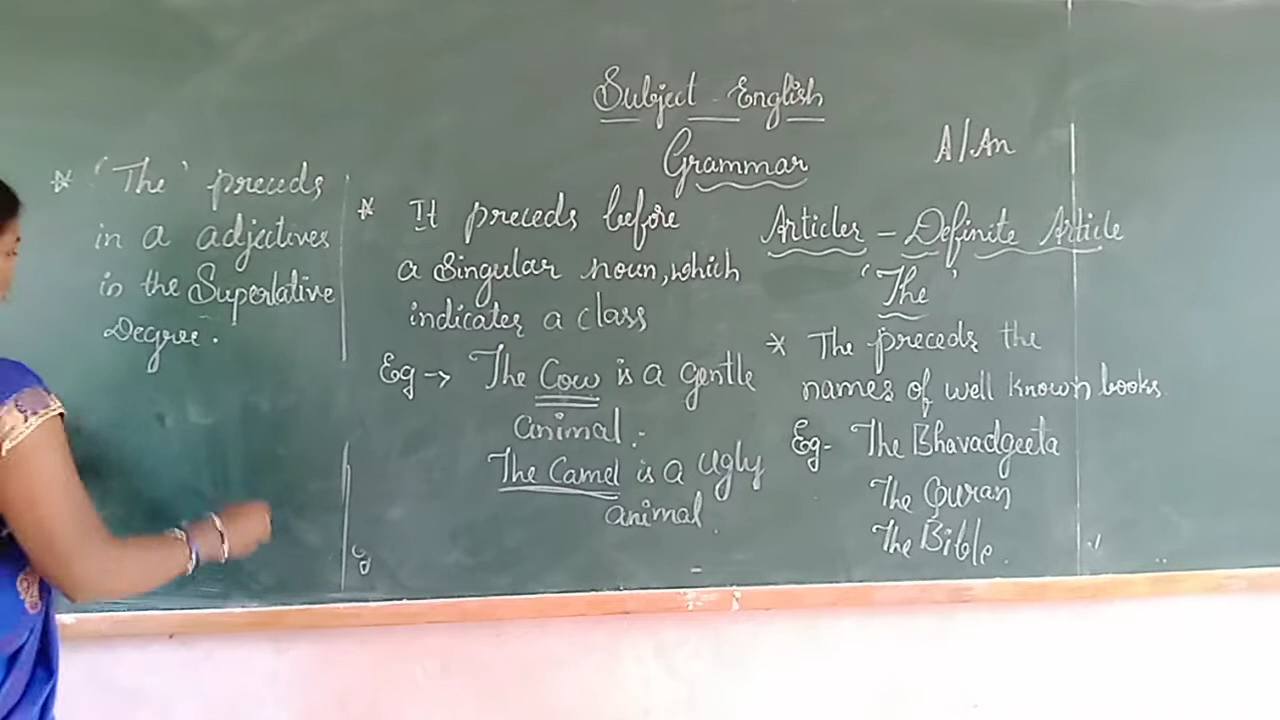 Subject - English
Grammar
A/An
Articles - Definite Article
'The'
* The preceds the
names of well known books.
Eg- The Bhavadgeeta
The Quran
The Bible.
* It preceds before
a Singular noun, which
indicates a class
Eg → The Cow is a gentle
animal.-
The Camel is a Ugly
animal.
* 'The' preceds
in a adjectives
in the Superlative
Degree.